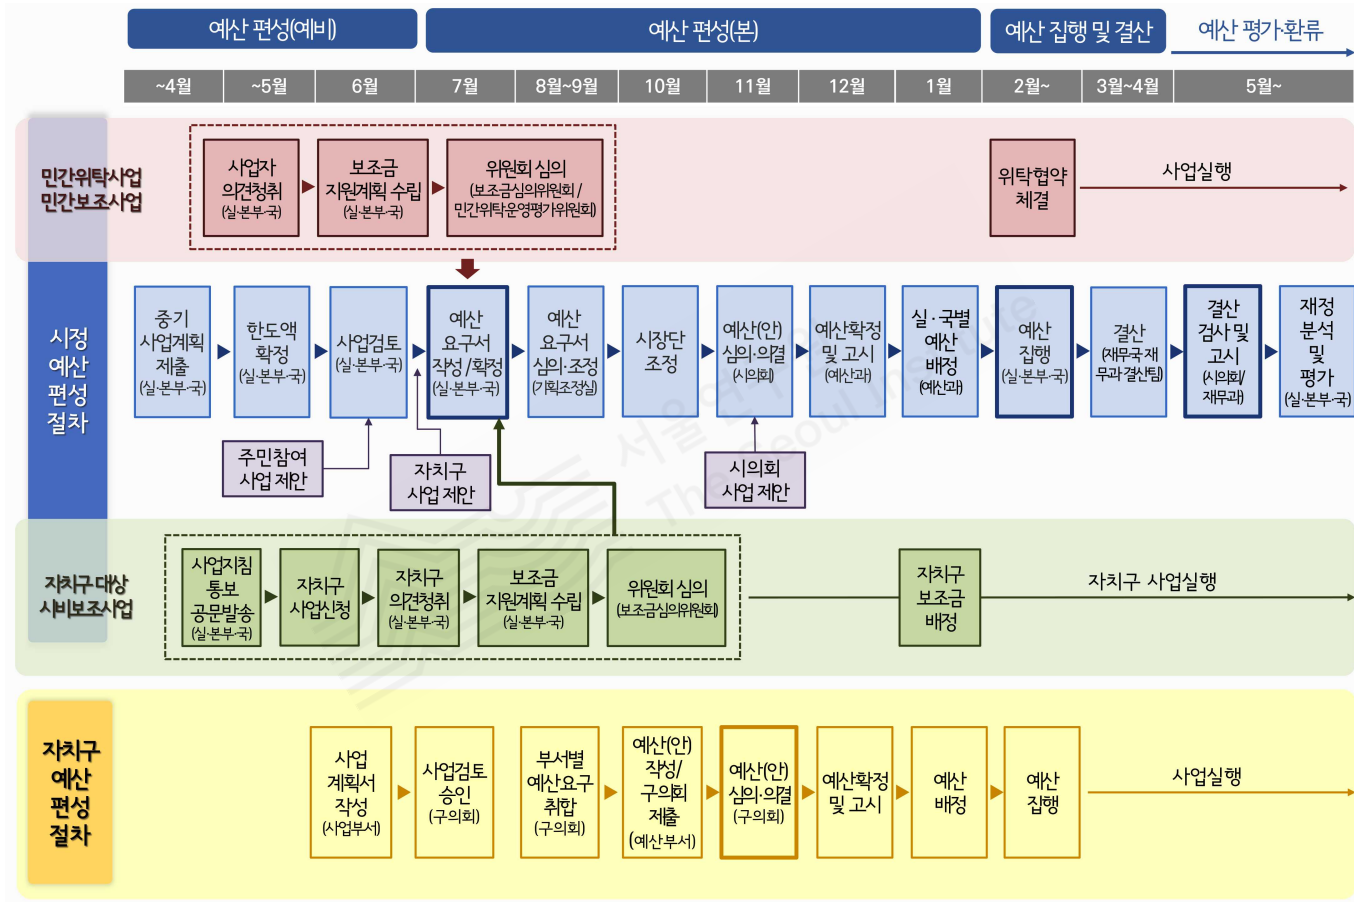 예산 편성(예비)
예산 편성(본)
예산 집행 및 결산
예산 평가·환류
~4월
~5월
6월
7월
8월~9월
10월
11월
12월
1월
2월~
3월~4월
5월~
민간위탁사업
민간보조사업
사업자
의견청취
(실·본부·국)
보조금
지원계획 수립
(실·본부·국)
위원회 심의
(보조금심의위원회 /
민간위탁운영평가위원회)
위탁협약
체결
사업실행
시정
예산
편성
절차
중기
사업계획
제출
(실·본부·국)
한도액
확정
(실·본부·국)
사업검토
(실·본부·국)
예산
요구서
작성 /확정
(실·본부·국)
예산
요구서
심의·조정
(기획조정실)
시장단
조정
예산(안)
심의·의결
(시의회)
예산확정
및 고시
(예산과)
실·국별
예산
배정
(예산과)
예산
집행
(실·본부·국)
결산
(재무국·재
무과·결산팀)
결산
검사 및
고시
(시의회/
재무과)
재정
분석
및
평가
(실·본부·국)
주민참여
사업 제안
자치구
사업 제안
시의회
사업 제안
서울연구원
The Seoul Institute
자치구 대상
시비보조사업
사업지침
통보
공문발송
(실·본부·국)
자치구
사업신청
자치구
의견청취
(실·본부·국)
보조금
지원계획 수립
(실·본부·국)
위원회 심의
(보조금심의위원회)
자치구
보조금
배정
자치구 사업실행
자치구
예산
편성
절차
사업
계획서
작성
(사업부서)
사업검토
승인
(구의회)
부서별
예산요구
취합
(구의회)
예산(안)
작성/
구의회
제출
(예산부서)
예산(안)
심의·의결
(구의회)
예산확정
및 고시
예산
배정
예산
집행
사업실행